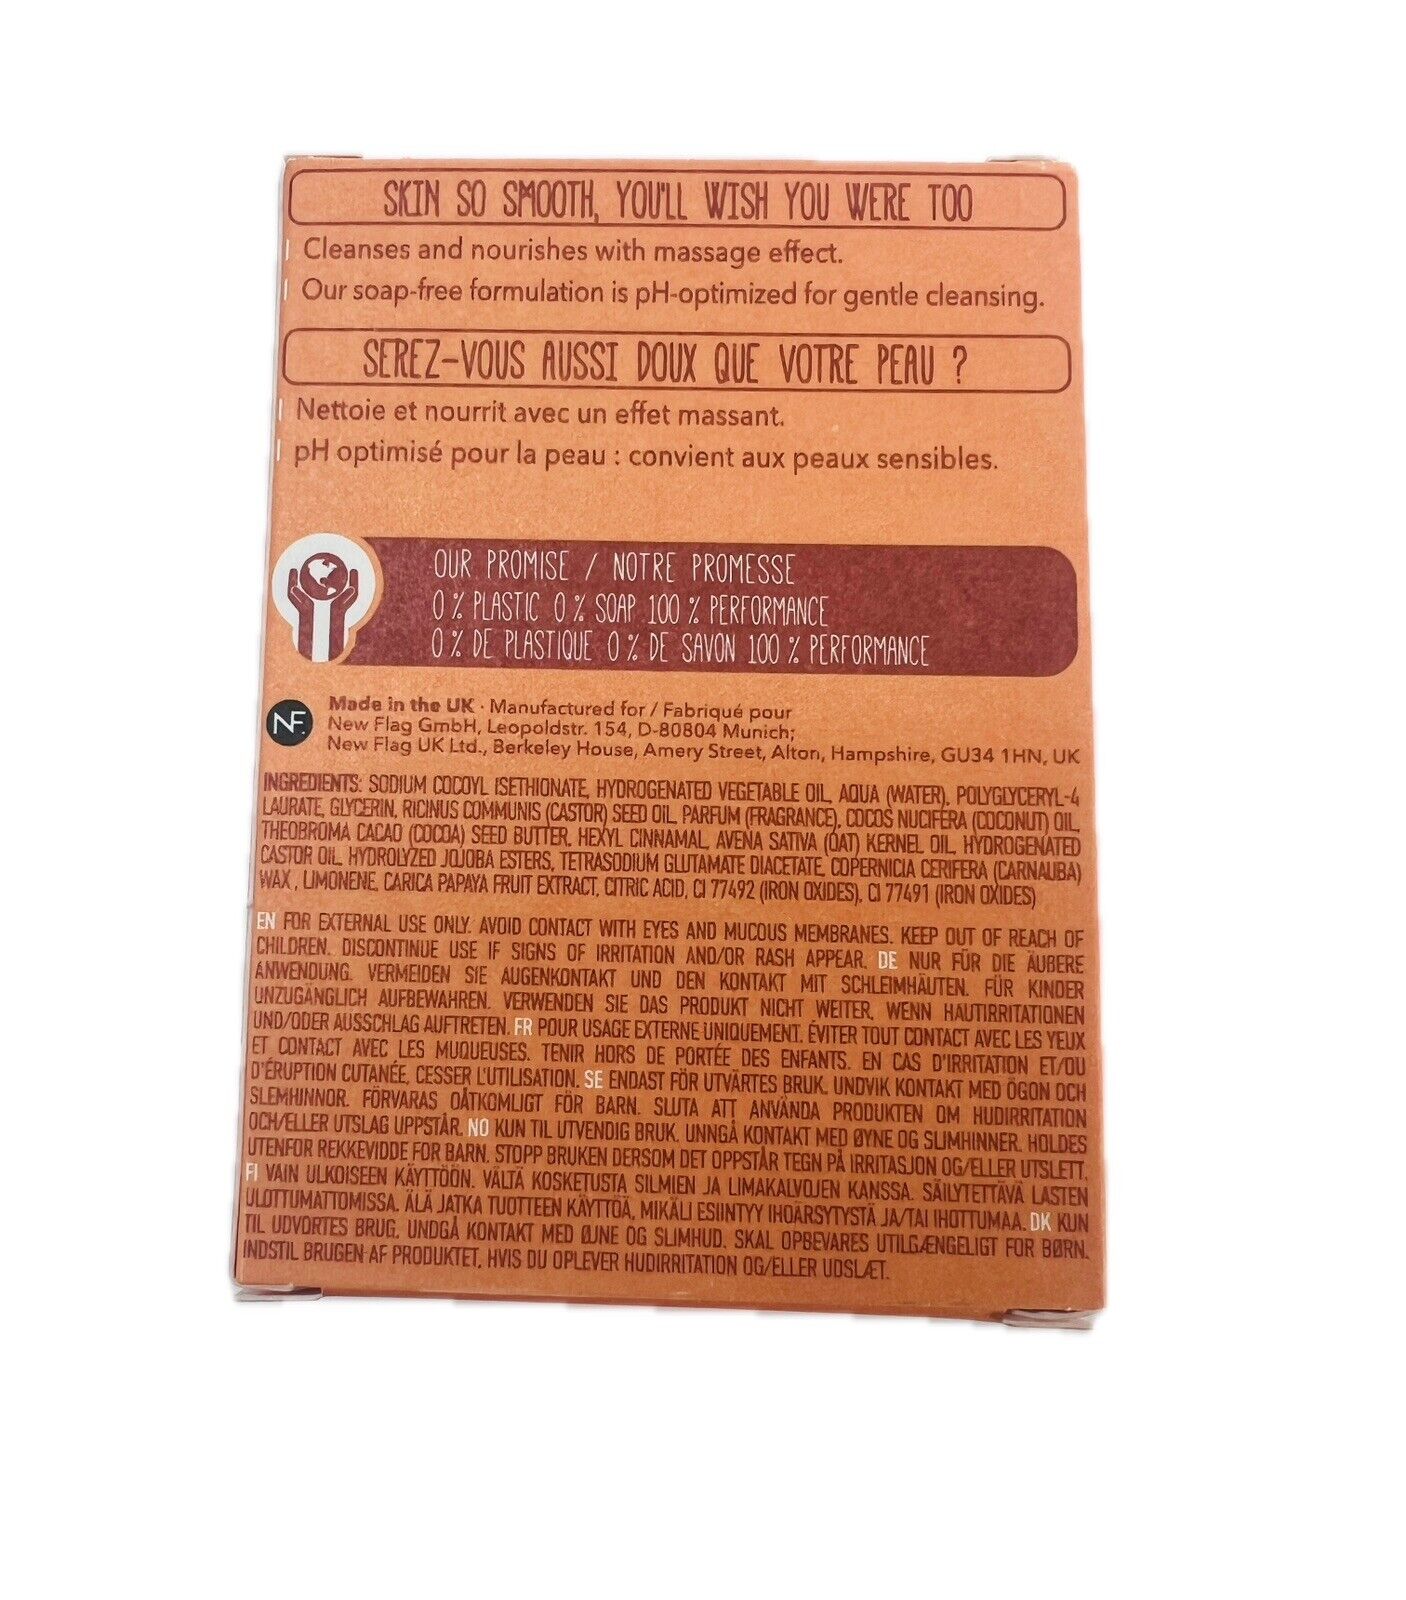 SKIN SO SMOOTH, YOU'LL WISH YOU WERE TOO
Cleanses and nourishes with massage effect.
Our soap-free formulation is pH-optimized for gentle cleansing.
SEREZ-VOUS AUSSI DOUX QUE VOTRE PEAU ?
Nettoie et nourrit avec un effet massant.
pH optimisé pour la peau : convient aux peaux sensibles.
OUR PROMISE / NOTRE PROMESSE
0 % PLASTIC 0 % SOAP 100 % PERFORMANCE
0 % DE PLASTIQUE 0 % DE SAVON 100 % PERFORMANCE
NF.
Made in the UK · Manufactured for / Fabriqué pour
New Flag GmbH, Leopoldstr. 154, D-80804 Munich;
New Flag UK Ltd., Berkeley House, Amery Street, Alton, Hampshire, GU34 1HN, UK
INGREDIENTS: SODIUM COCOYL ISETHIONATE, HYDROGENATED VEGETABLE OIL, AQUA (WATER), POLYGLYCERYL-4
LAURATE, GLYCERIN, RICINUS COMMUNIS (CASTOR) SEED OIL, PARFUM (FRAGRANCE), COCOS NUCIFERA (COCONUT) OIL,
THEOBROMA CACAO (COCOA) SEED BUTTER, HEXYL CINNAMAL, AVENA SATIVA (OAT) KERNEL OIL, HYDROGENATED
CASTOR OIL, HYDROLYZED JOJOBA ESTERS, TETRASODIUM GLUTAMATE DIACETATE, COPERNICIA CERIFERA (CARNAUBA)
WAX, LIMONENE, CARICA PAPAYA FRUIT EXTRACT, CITRIC ACID, CI 77492 (IRON OXIDES), CI 77491 (IRON OXIDES)
EN FOR EXTERNAL USE ONLY. AVOID CONTACT WITH EYES AND MUCOUS MEMBRANES. KEEP OUT OF REACH OF
CHILDREN. DISCONTINUE USE IF SIGNS OF IRRITATION AND/OR RASH APPEAR. DE NUR FÜR DIE ÄUßERE
ANWENDUNG. VERMEIDEN SIE AUGENKONTAKT UND DEN KONTAKT MIT SCHLEIMHÄUTEN. FÜR KINDER
UNZUGÄNGLICH AUFBEWAHREN. VERWENDEN SIE DAS PRODUKT NICHT WEITER, WENN HAUTIRRITATIONEN
UND/ODER AUSSCHLAG AUFTRETEN. FR POUR USAGE EXTERNE UNIQUEMENT. ÉVITER TOUT CONTACT AVEC LES YEUX
ET CONTACT AVEC LES MUQUEUSES. TENIR HORS DE PORTÉE DES ENFANTS. EN CAS D'IRRITATION ET/OU
D'ÉRUPTION CUTANÉE, CESSER L'UTILISATION. SE ENDAST FÖR UTVÄRTES BRUK. UNDVIK KONTAKT MED ÖGON OCH
SLEMHINNOR. FÖRVARAS OÅTKOMLIGT FÖR BARN. SLUTA ATT ANVÄNDA PRODUKTEN OM HUDIRRITATION
OCH/ELLER UTSLAG UPPSTÅR. NO KUN TIL UTVENDIG BRUK. UNNGÅ KONTAKT MED ØYNE OG SLIMHINNER. HOLDES
UTENFOR REKKEVIDDE FOR BARN. STOPP BRUKEN DERSOM DET OPPSTÅR TEGN PÅ IRRITASJON OG/ELLER UTSLETT.
FI VAIN ULKOISEEN KÄYTTÖÖN. VÄLTÄ KOSKETUSTA SILMIEN JA LIMAKALVOJEN KANSSA. SÄILYTETTÄVÄ LASTEN
ULOTTUMATTOMISSA. ÄLÄ JATKA TUOTTEEN KÄYTTÖÄ, MIKÄLI ESIINTYY IHOÄRSYTYSTÄ JA/TAI IHOTTUMAA. DK KUN
TIL UDVORTES BRUG. UNDGÅ KONTAKT MED ØJNE OG SLIMHUD. SKAL OPBEVARES UTILGÆNGELIGT FOR BØRN.
INDSTIL BRUGEN AF PRODUKTET, HVIS DU OPLEVER HUDIRRITATION OG/ELLER UDSLÆT.